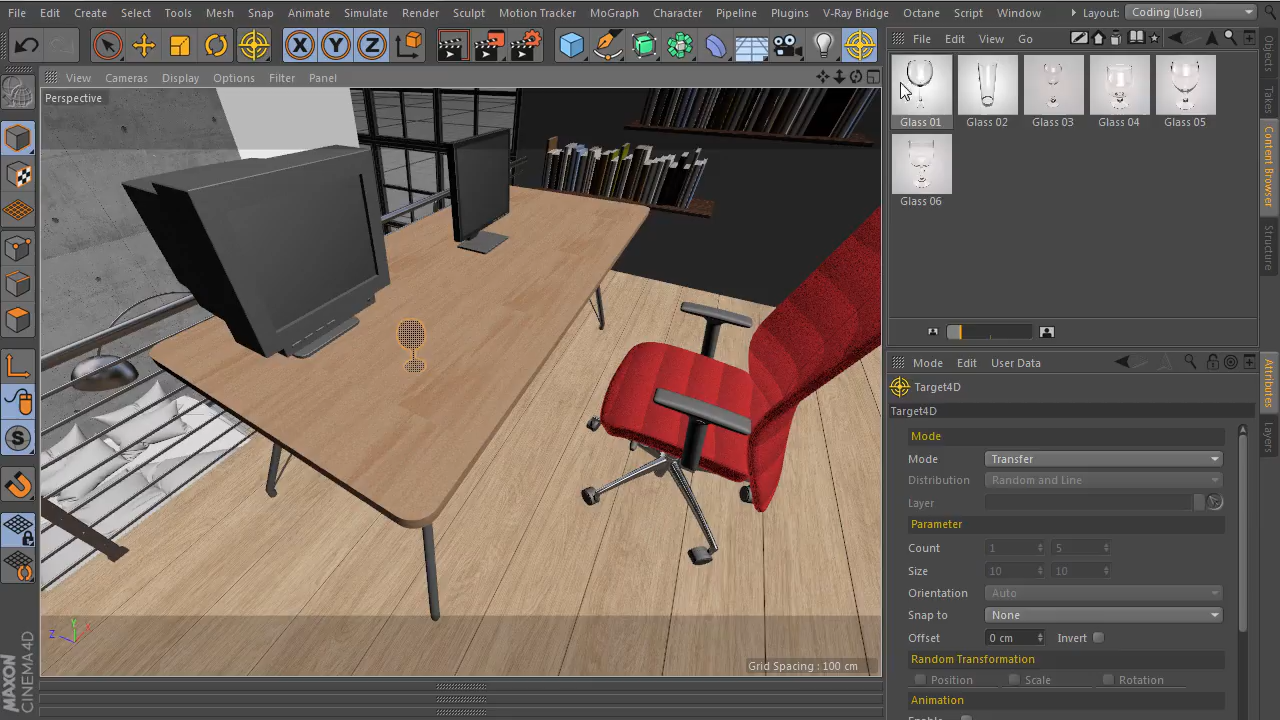 File Edit Create Select Tools Mesh Snap Animate Simulate Render Sculpt Motion Tracker MoGraph Character Pipeline Plugins V-Ray Bridge Octane Script Window Layout: Coding (User)
X Y Z
File Edit View Go
View Cameras Display Options Filter Panel
Perspective
Glass 01 Glass 02 Glass 03 Glass 04 Glass 05
Glass 06
Objects
Takes
Content Browser
Structure
Mode Edit User Data
Attributes
Layers
Target4D
Target4D
Mode
Mode Transfer
Distribution Random and Line
Layer
Parameter
Count 1 5
Size 10 10
Orientation Auto
Snap to None
Offset 0 cm Invert
Random Transformation
Position Scale Rotation
Animation
S
Y
Z X
Grid Spacing : 100 cm
MAXON
CINEMA4D